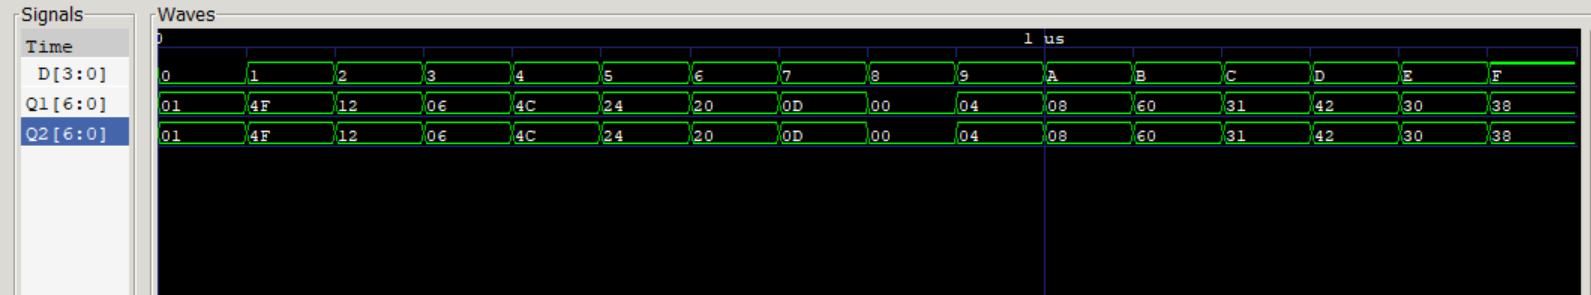 Signals
Waves
Time
0
1 us
D[3:0]
0 1 2 3 4 5 6 7 8 9 A B C D E F
Q1[6:0]
01 4F 12 06 4C 24 20 0D 00 04 08 60 31 42 30 38
Q2[6:0]
01 4F 12 06 4C 24 20 0D 00 04 08 60 31 42 30 38